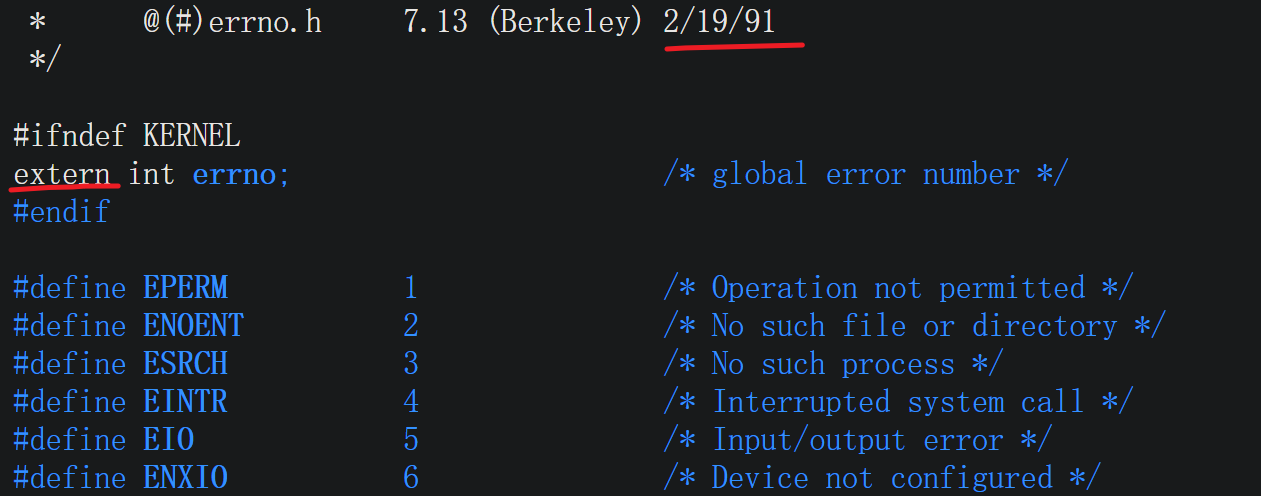 * @(#)errno.h 7.13 (Berkeley) 2/19/91
*/
#ifndef KERNEL
extern int errno; /* global error number */
#endif
#define EPERM 1 /* Operation not permitted */
#define ENOENT 2 /* No such file or directory */
#define ESRCH 3 /* No such process */
#define EINTR 4 /* Interrupted system call */
#define EIO 5 /* Input/output error */
#define ENXIO 6 /* Device not configured */